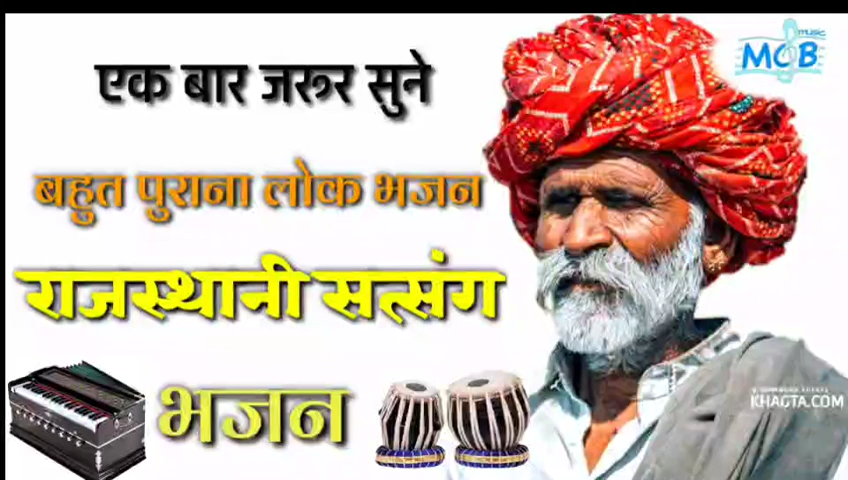 music
MCB
एक बार जरूर सुने
बहुत पुराना लोक भजन
राजस्थानी सत्संग
भजन
KHAGTA.COM